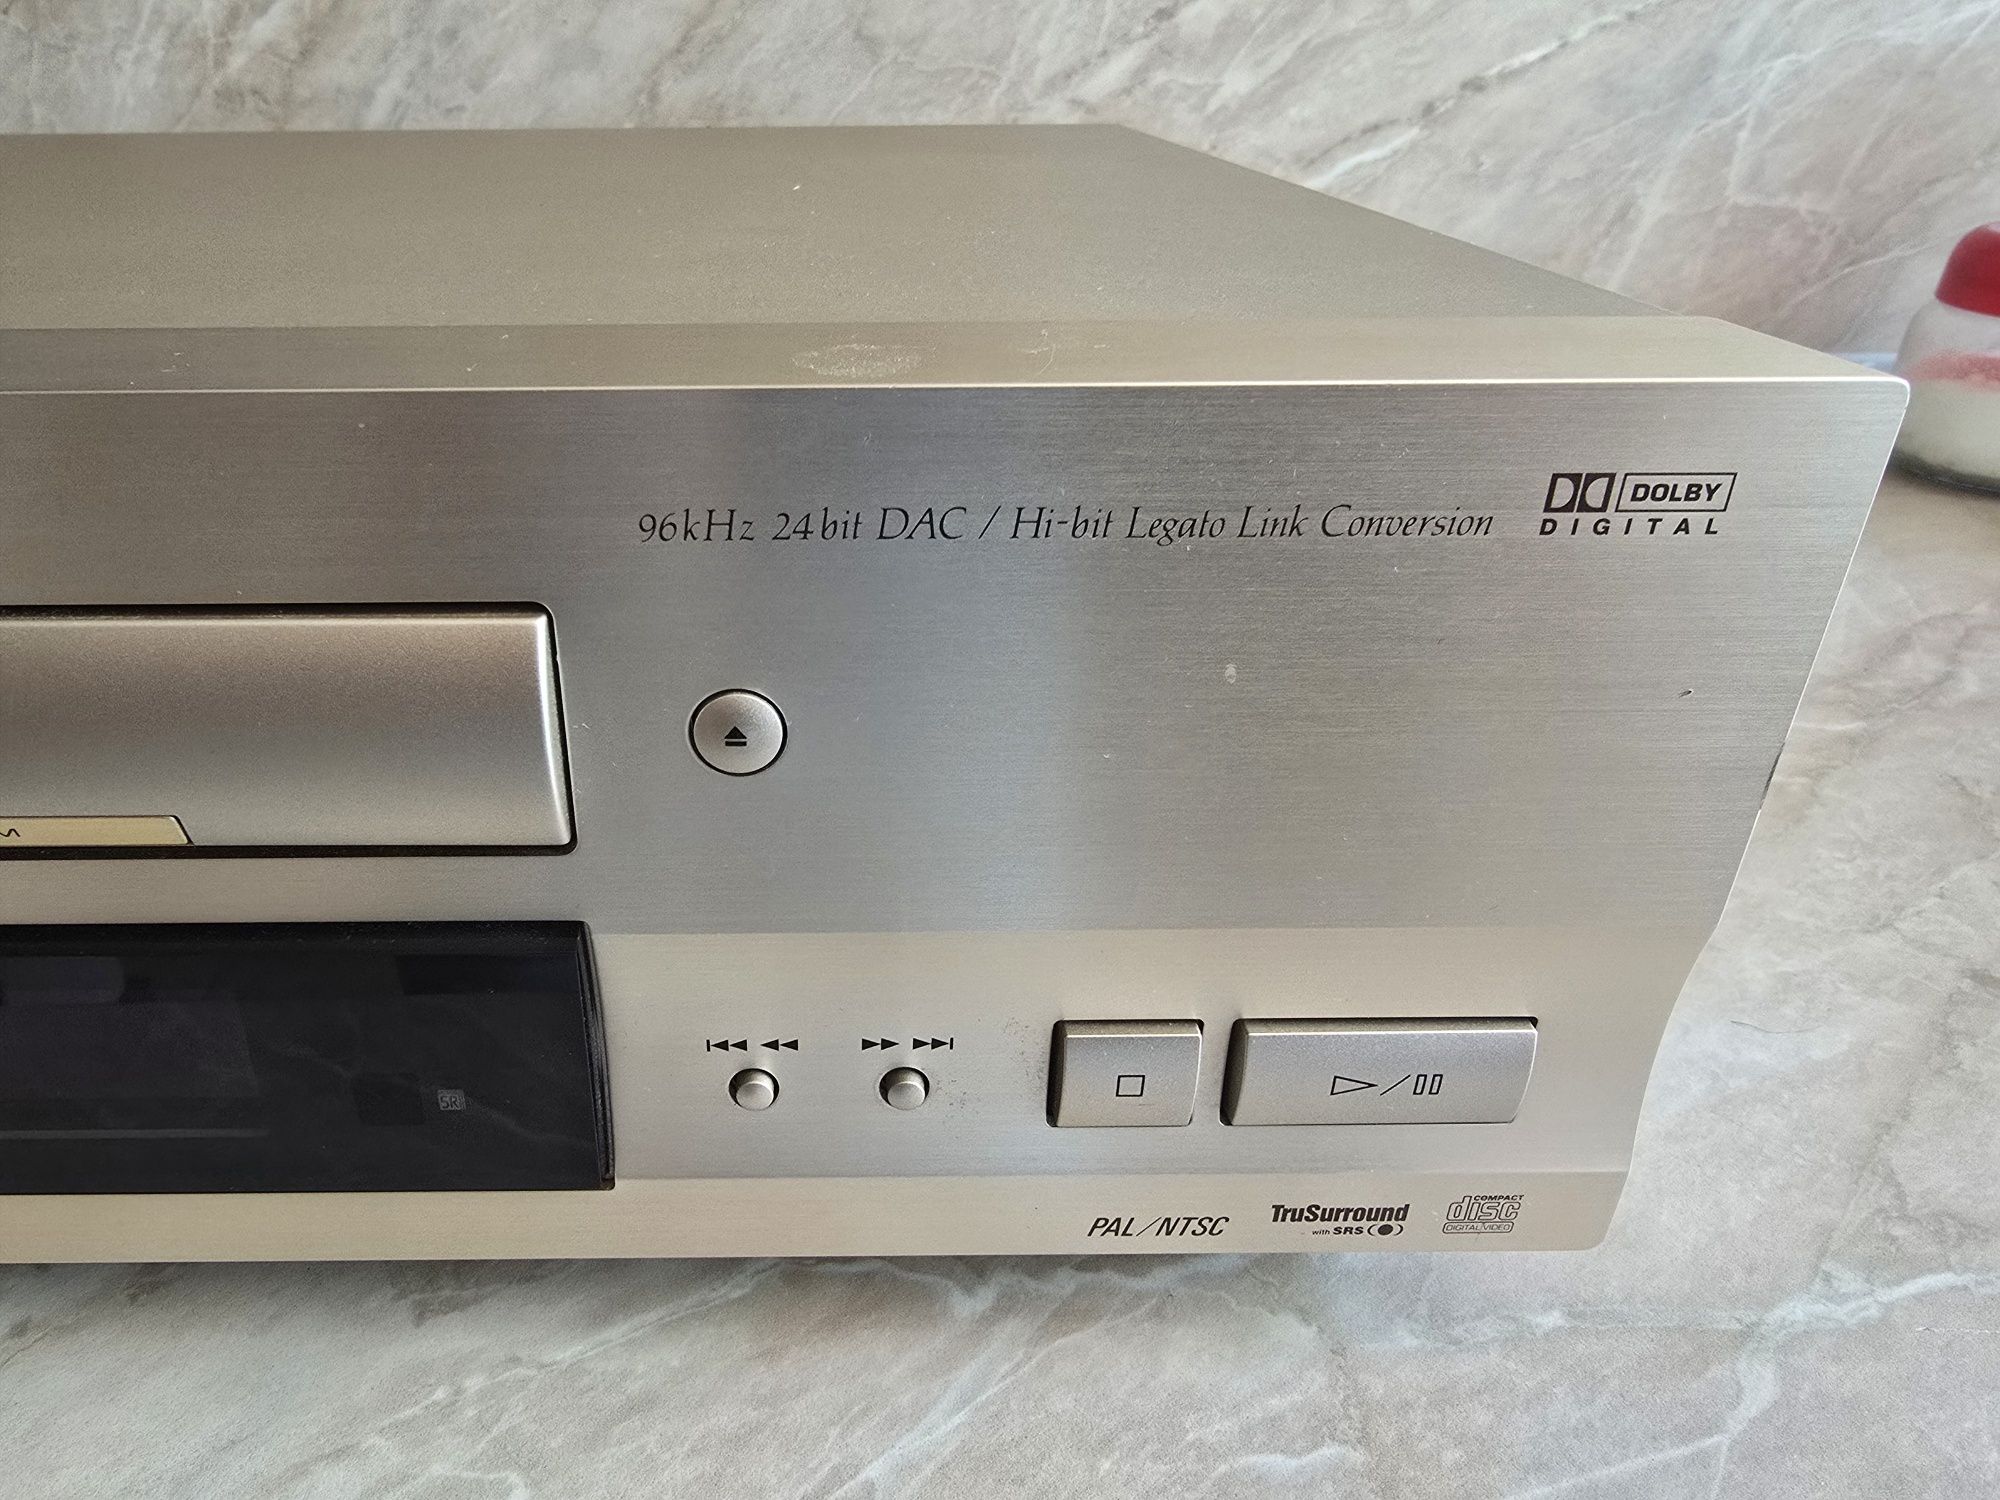 96kHz 24bit DAC / Hi-bit Legato Link Conversion
DOLBY
DIGITAL
SR
PAL/NTSC
TruSurround
with SRS
COMPACT
disc
DIGITAL VIDEO